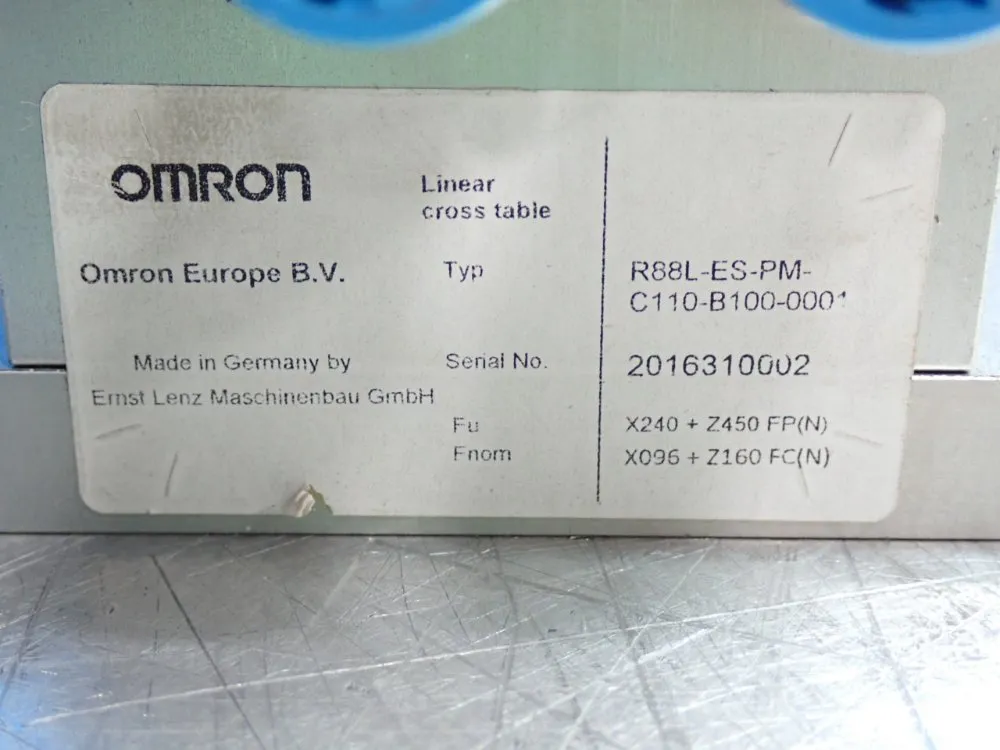 OMRON
Linear
cross table
Omron Europe B.V.
Typ
R88L-ES-PM-
C110-B100-0001
Made in Germany by
Ernst Lenz Maschinenbau GmbH
Serial No.
2016310002
Fu
X240 + Z450 FP(N)
Fnom
X096 + Z160 FC(N)